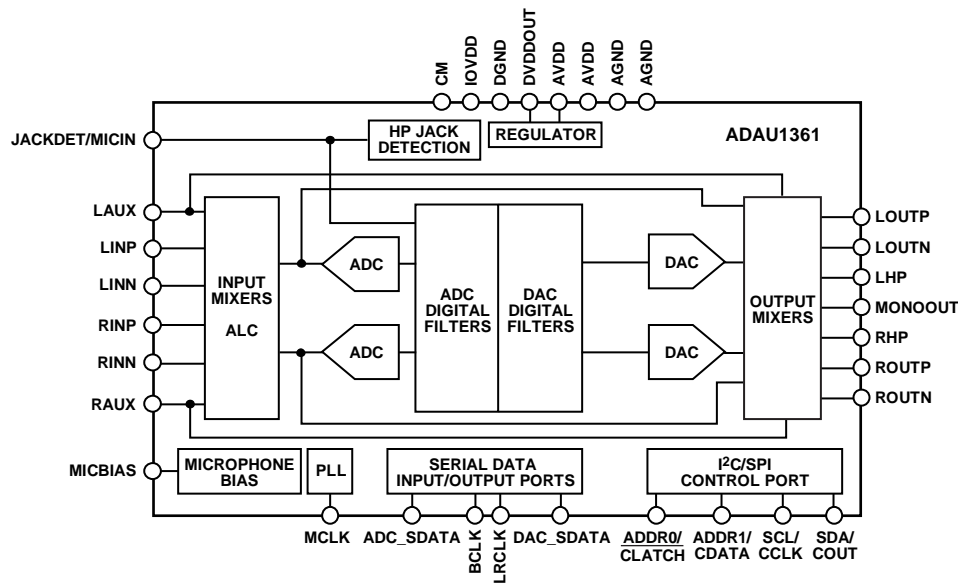 CM
IOVDD
DGND
DVDDOUT
AVDD
AVDD
AGND
AGND
JACKDET/MICIN
HP JACK
DETECTION
REGULATOR
ADAU1361
LAUX
LINP
LINN
RINP
RINN
RAUX
INPUT
MIXERS
ALC
ADC
ADC
ADC
DIGITAL
FILTERS
DAC
DIGITAL
FILTERS
DAC
DAC
OUTPUT
MIXERS
LOUTP
LOUTN
LHP
MONOOUT
RHP
ROUTP
ROUTN
MICBIAS
MICROPHONE
BIAS
PLL
SERIAL DATA
INPUT/OUTPUT PORTS
I²C/SPI
CONTROL PORT
MCLK
ADC_SDATA
BCLK
LRCLK
DAC_SDATA
ADDR0/
CLATCH
ADDR1/
CDATA
SCL/
CCLK
SDA/
COUT